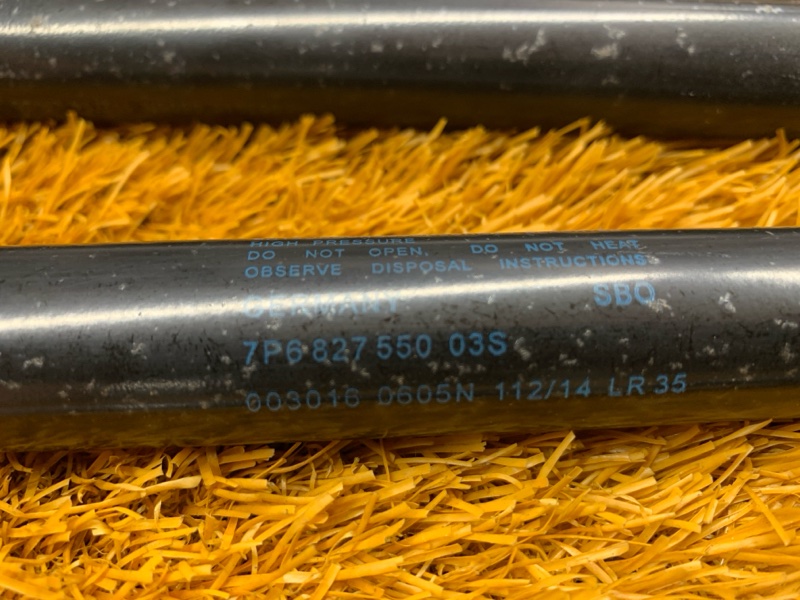 HIGH PRESSURE
DO NOT OPEN. DO NOT HEAT.
OBSERVE DISPOSAL INSTRUCTIONS
GERMANY SBO
7P6 827 550 03S
003016 0605N 112/14 LR 35